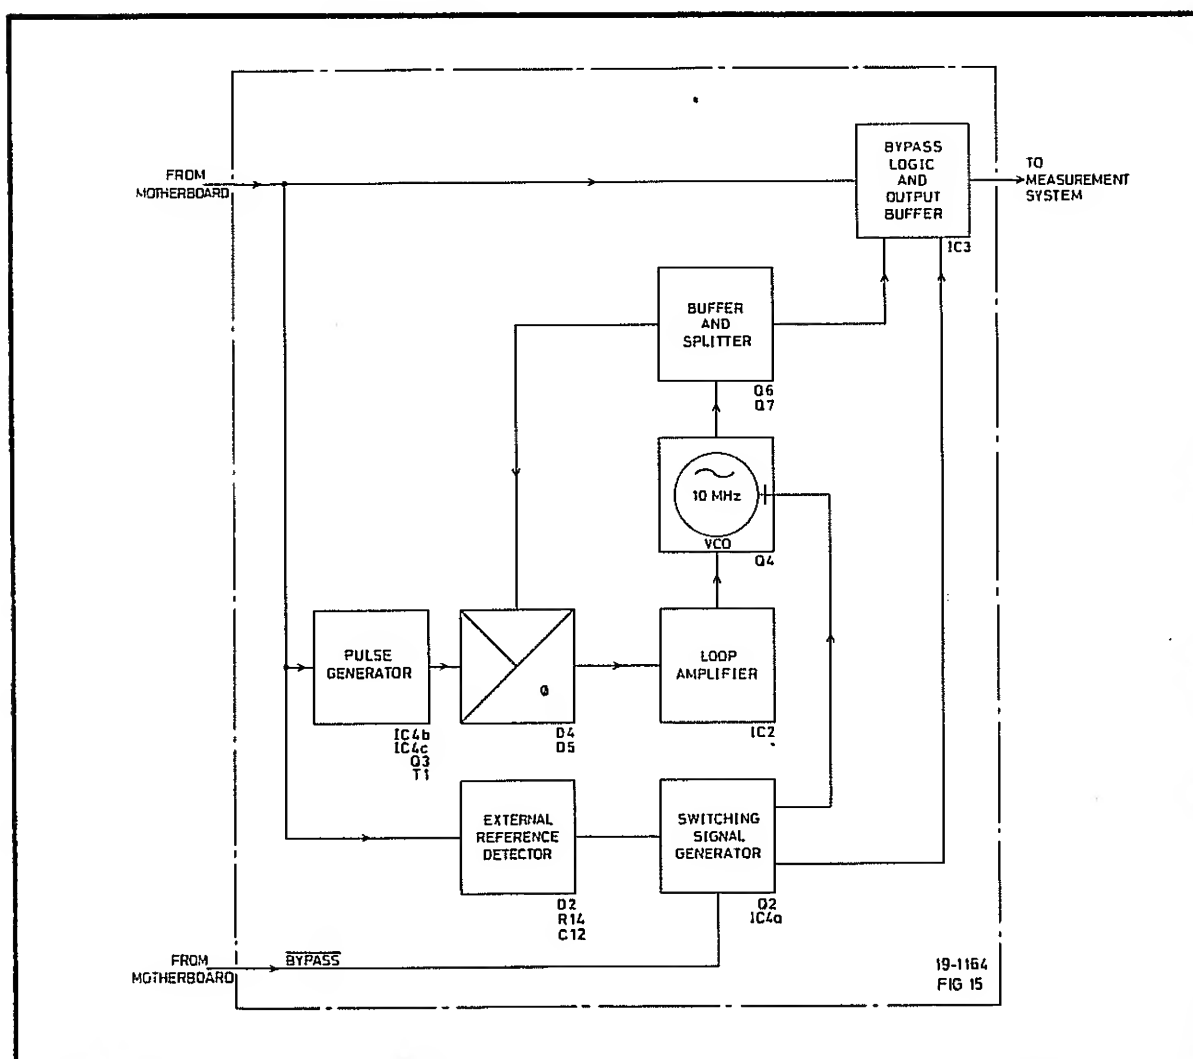 FROM
MOTHERBOARD
BYPASS
LOGIC
AND
OUTPUT
BUFFER
IC3
TO
MEASUREMENT
SYSTEM
BUFFER
AND
SPLITTER
Q6
Q7
10 MHz
VCO
Q4
PULSE
GENERATOR
IC4b
IC4c
Q3
T1
Ø
D4
D5
LOOP
AMPLIFIER
IC2
EXTERNAL
REFERENCE
DETECTOR
D2
R14
C12
SWITCHING
SIGNAL
GENERATOR
Q2
IC4a
FROM
MOTHERBOARD
BYPASS
19-1164
FIG 15